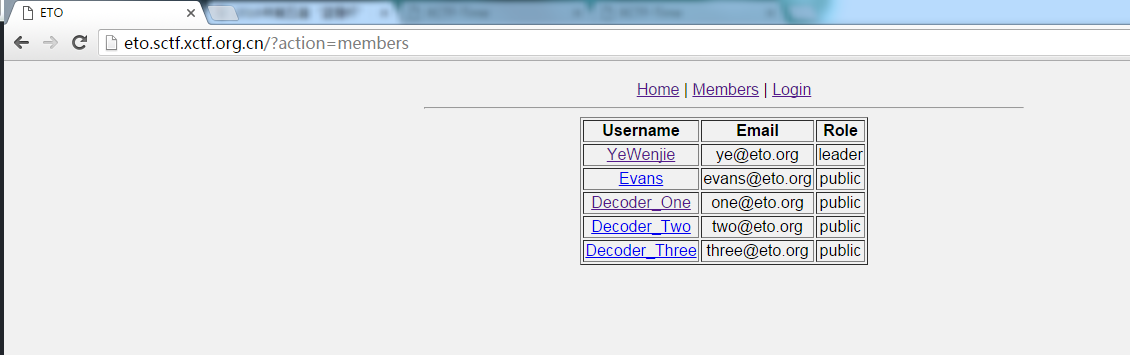 ETO
eto.sctf.xctf.org.cn/?action=members
Home | Members | Login
Username Email Role
YeWenjie ye@eto.org leader
Evans evans@eto.org public
Decoder_One one@eto.org public
Decoder_Two two@eto.org public
Decoder_Three three@eto.org public